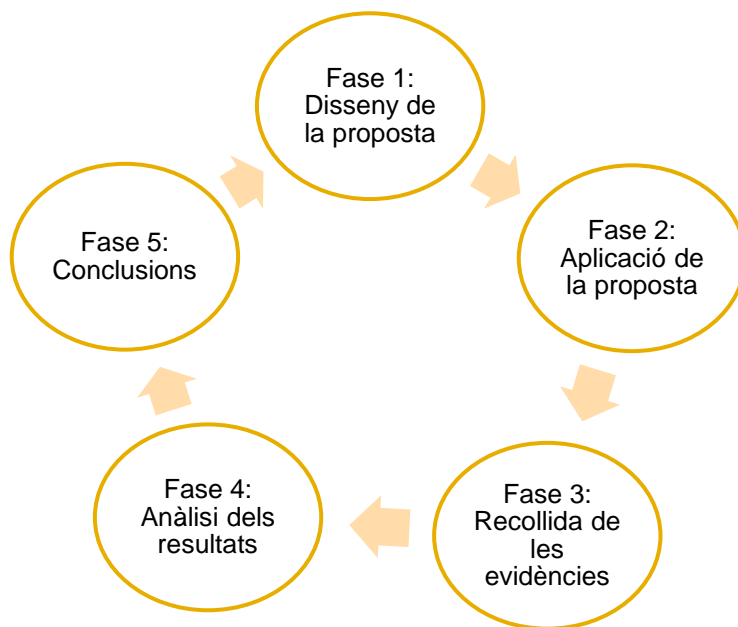 Fase 1:
Disseny de
la proposta
Fase 2:
Aplicació de
la proposta
Fase 3:
Recollida de
les
evidències
Fase 4:
Anàlisi dels
resultats
Fase 5:
Conclusions